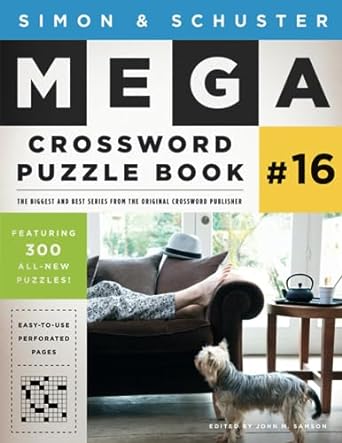 SIMON & SCHUSTER
MEGA
CROSSWORD
PUZZLE BOOK
#16
THE BIGGEST AND BEST SERIES FROM THE ORIGINAL CROSSWORD PUBLISHER
FEATURING
300
ALL-NEW
PUZZLES!
EASY-TO-USE
PERFORATED
PAGES
EDITED BY JOHN M. SAMSON